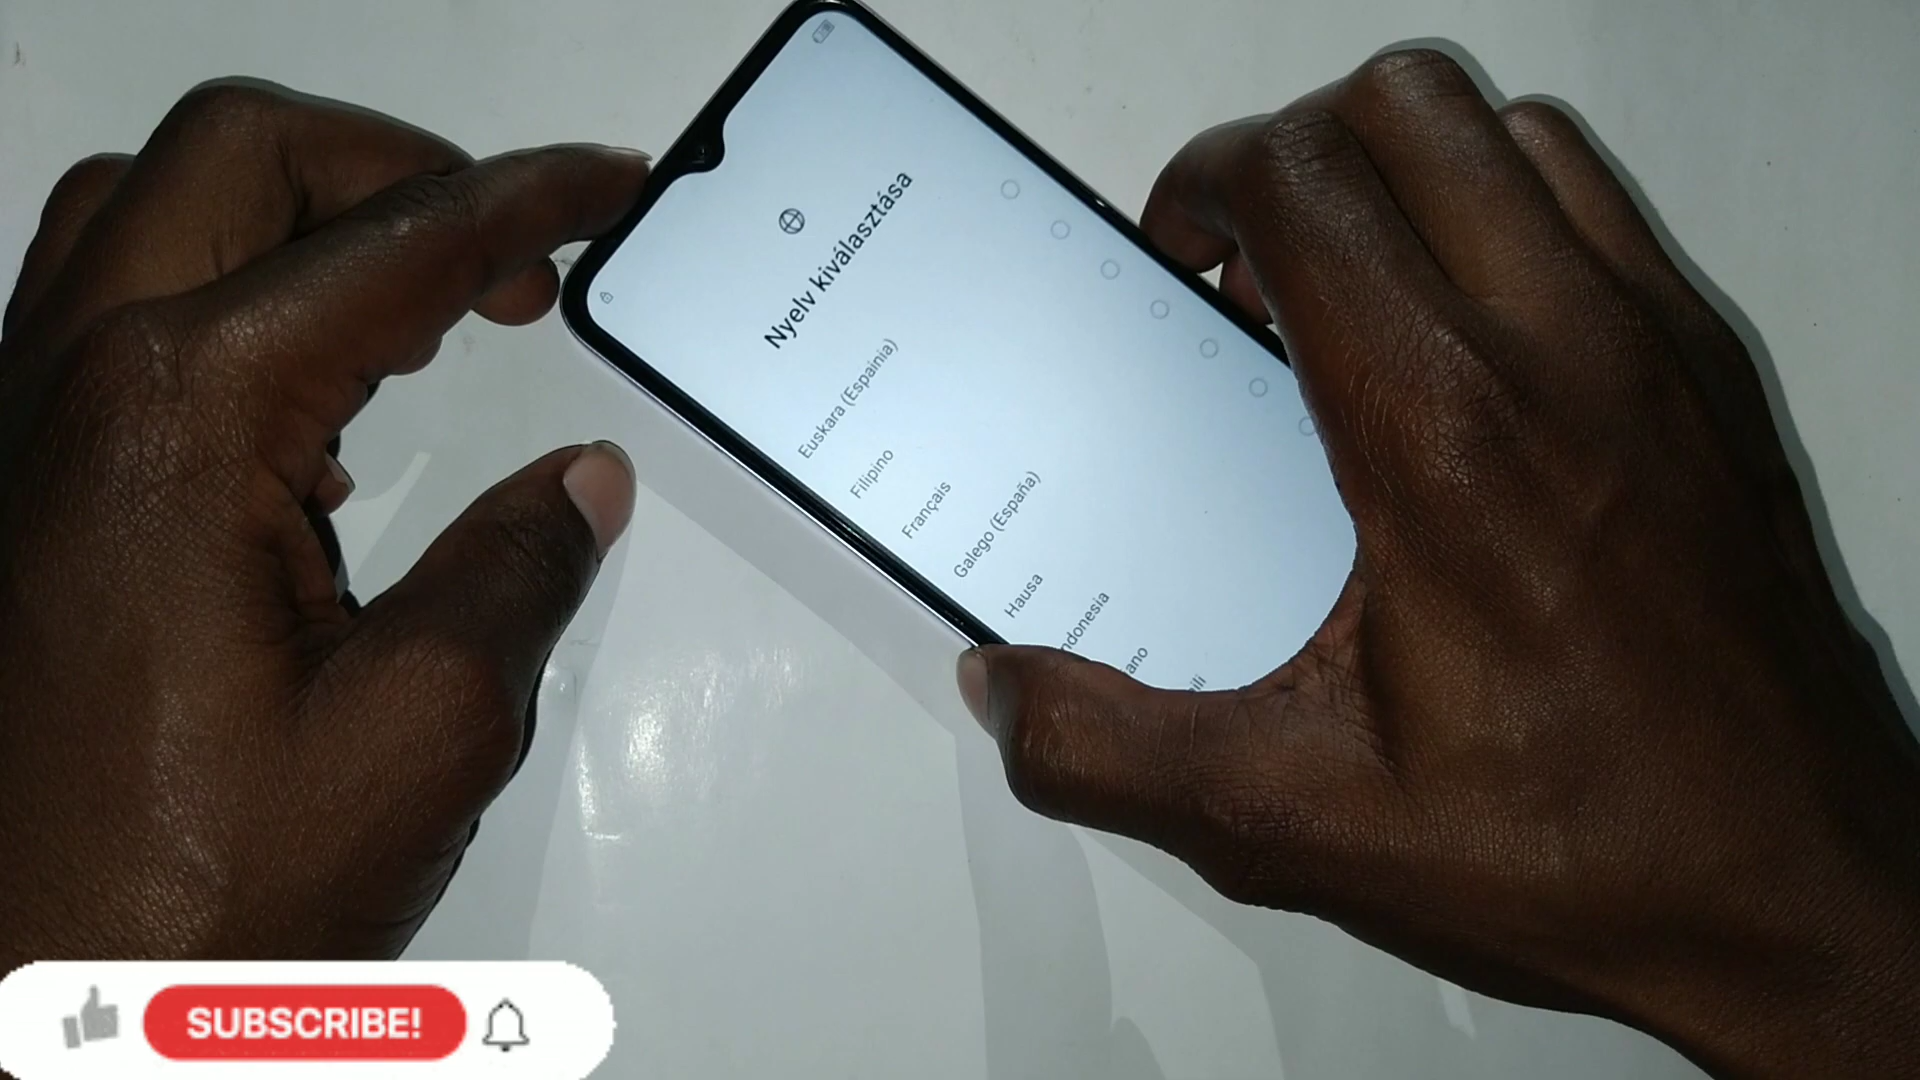 Nyelv kiválasztása
Euskara (Espainia)
Filipino
Français
Galego (España)
Hausa
SUBSCRIBE!